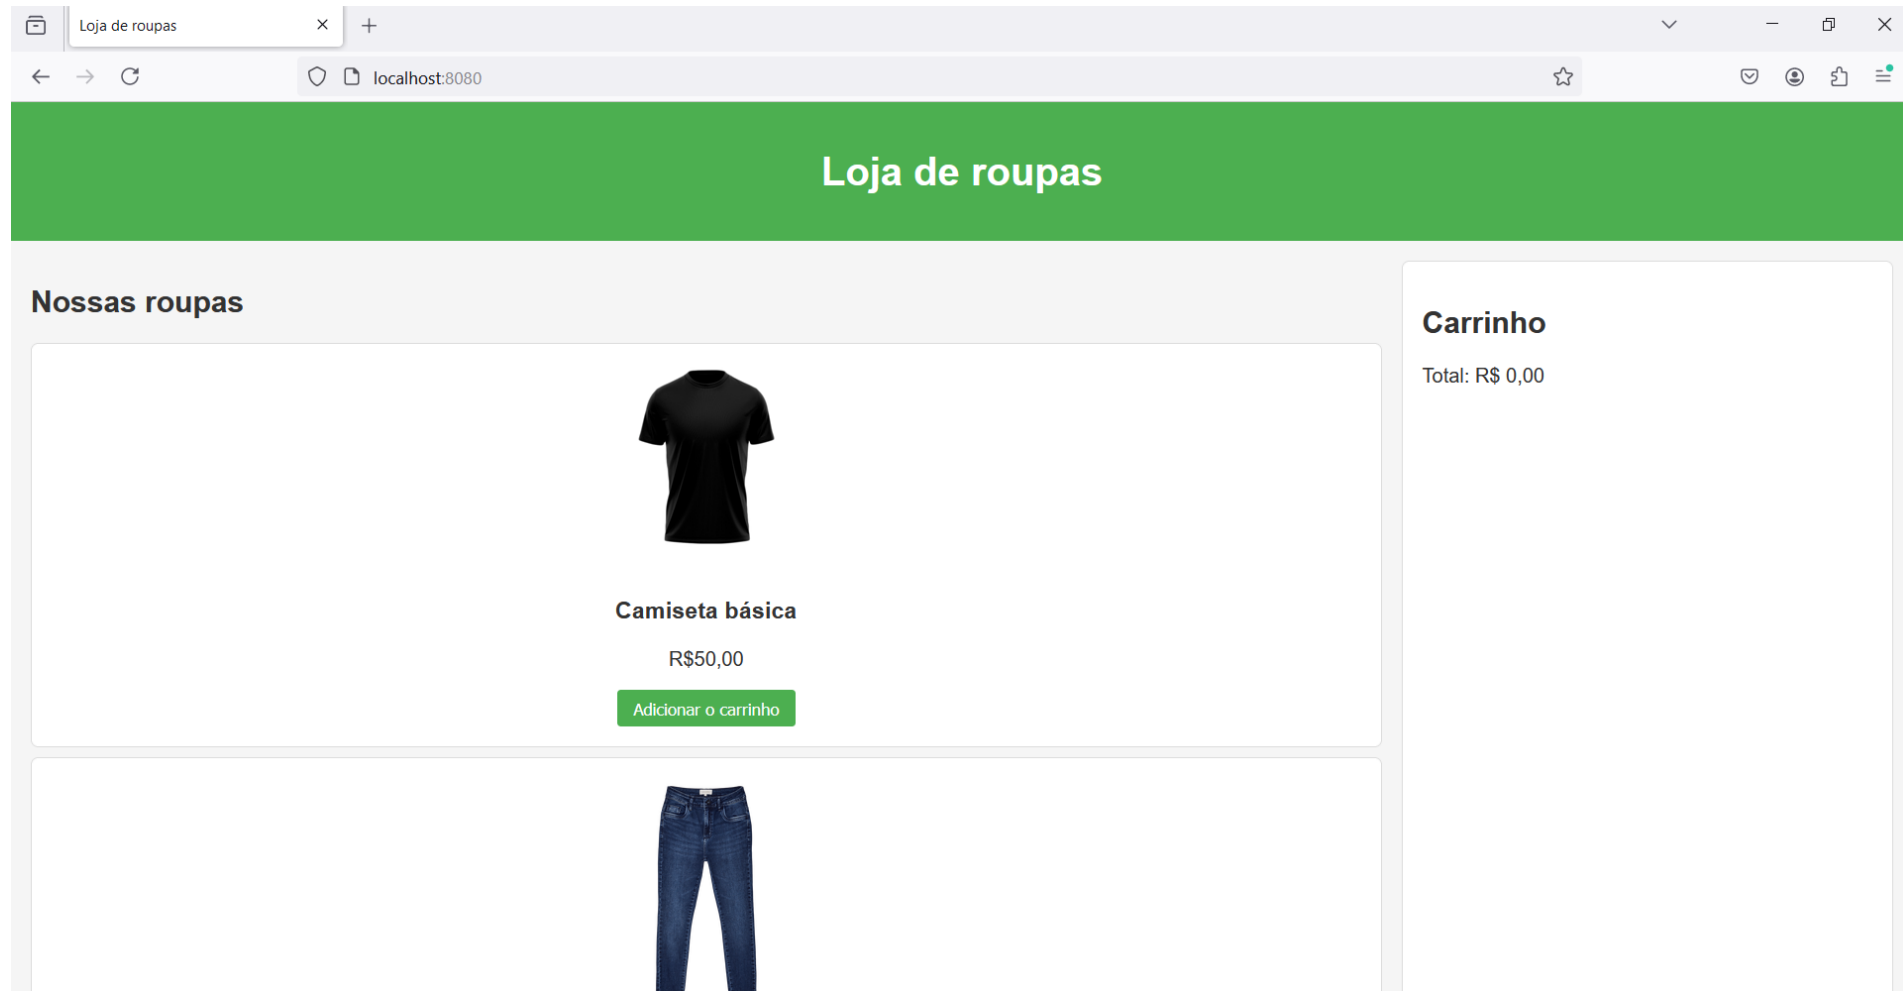 Loja de roupas
localhost:8080
Loja de roupas
Nossas roupas
Camiseta básica
R$50,00
Adicionar o carrinho
Carrinho
Total: R$ 0,00